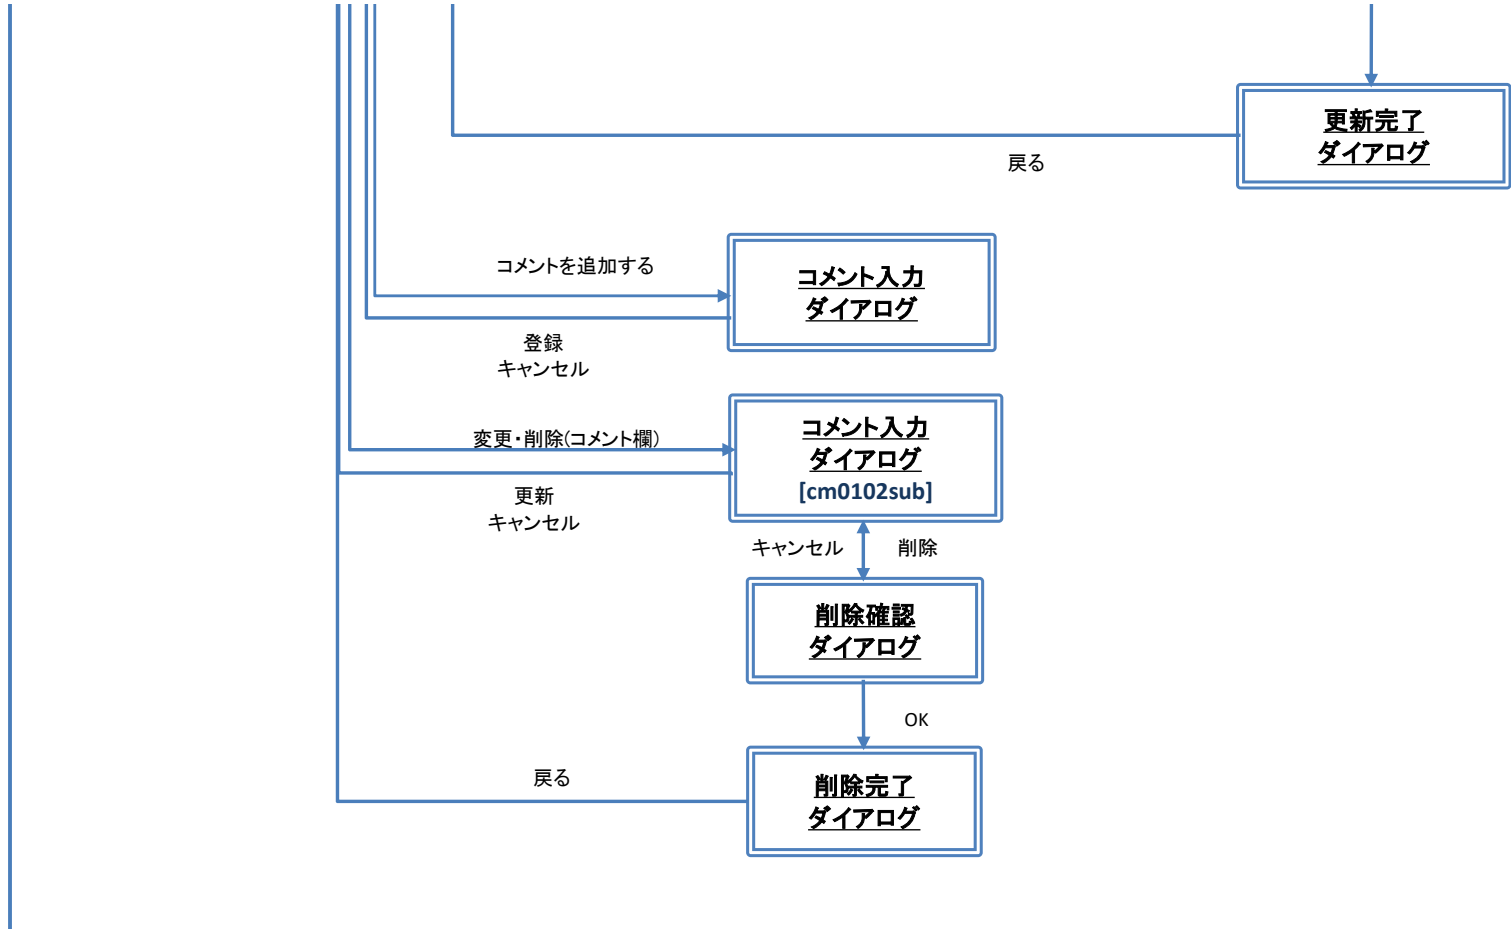 更新完了
ダイアログ
戻る
コメントを追加する
コメント入力
ダイアログ
登録
キャンセル
変更・削除(コメント欄)
コメント入力
ダイアログ
[cm0102sub]
更新
キャンセル
キャンセル
削除
削除確認
ダイアログ
OK
戻る
削除完了
ダイアログ